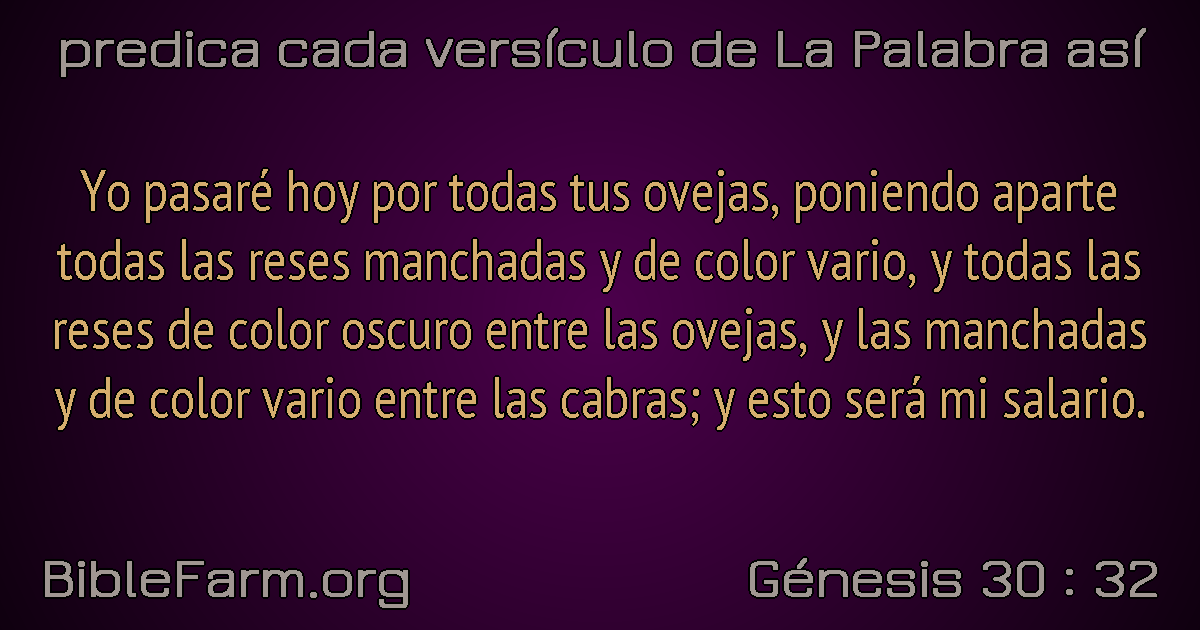 predica cada versículo de La Palabra así
Yo pasaré hoy por todas tus ovejas, poniendo aparte
todas las reses manchadas y de color vario, y todas las
reses de color oscuro entre las ovejas, y las manchadas
y de color vario entre las cabras; y esto será mi salario.
BibleFarm.org
Génesis 30 : 32